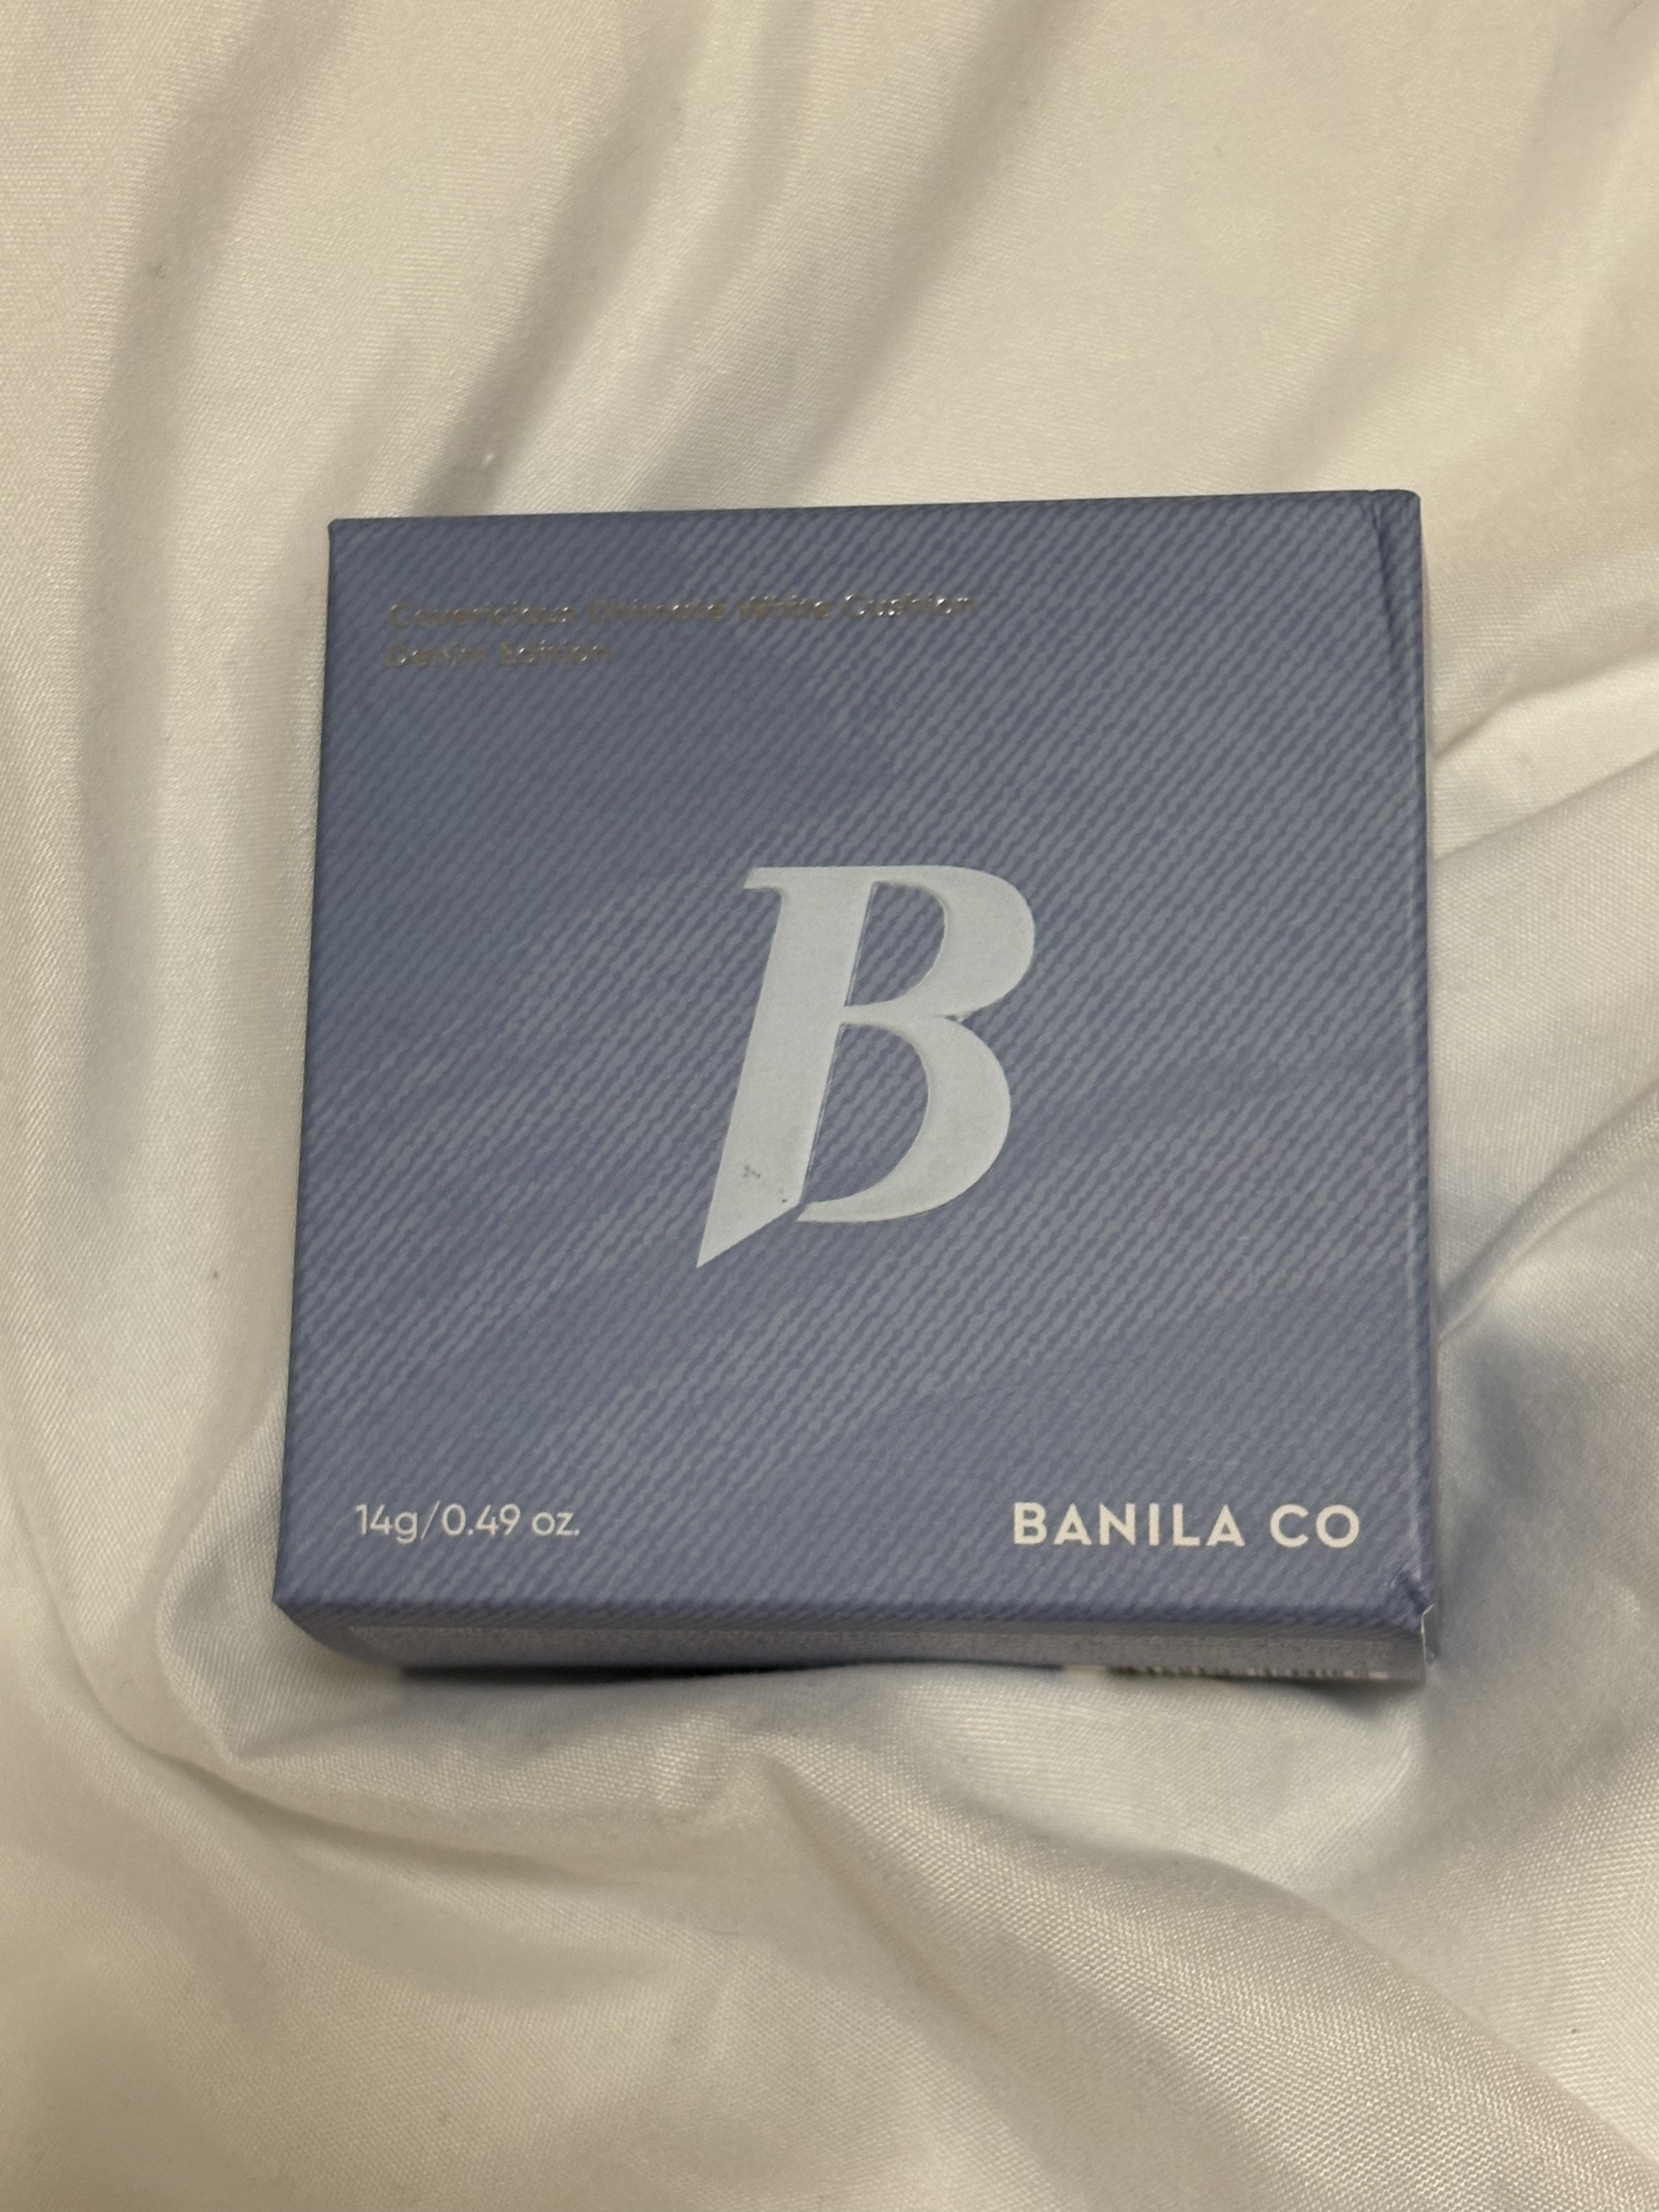 Covericious Ultimate White Cushion
Denim Edition
B
14g/0.49 oz.
BANILA CO